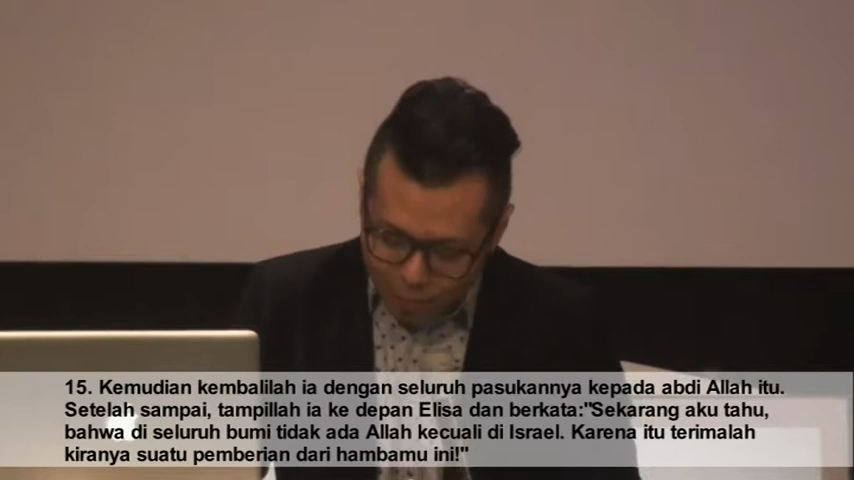 15. Kemudian kembalilah ia dengan seluruh pasukannya kepada abdi Allah itu.
Setelah sampai, tampillah ia ke depan Elisa dan berkata:"Sekarang aku tahu,
bahwa di seluruh bumi tidak ada Allah kecuali di Israel. Karena itu terimalah
kiranya suatu pemberian dari hambamu ini!"